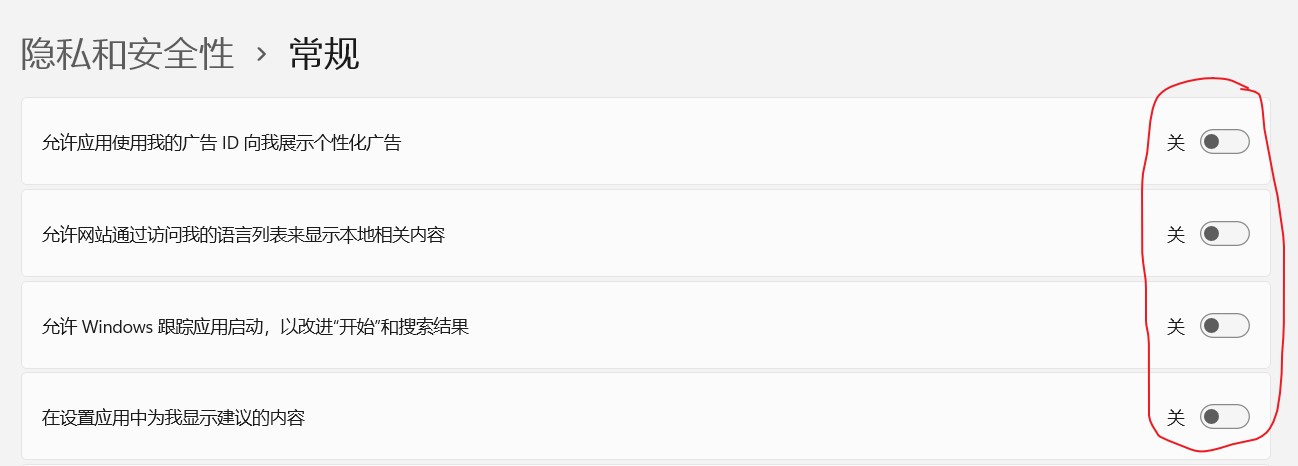 隐私和安全性 › 常规
允许应用使用我的广告 ID 向我展示个性化广告 关
允许网站通过访问我的语言列表来显示本地相关内容 关
允许 Windows 跟踪应用启动，以改进“开始”和搜索结果 关
在设置应用中为我显示建议的内容 关